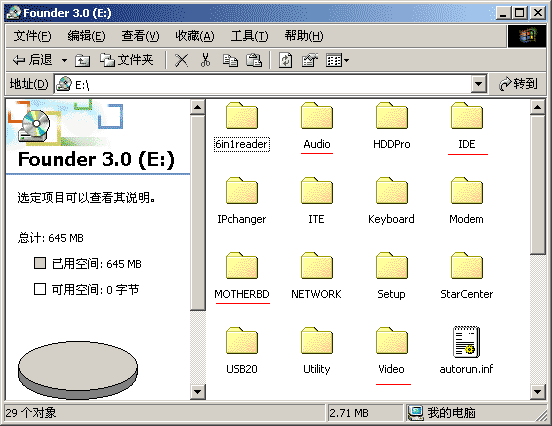 Founder 3.0 (E:)
文件(F) 编辑(E) 查看(V) 收藏(A) 工具(T) 帮助(H)
后退 文件夹
地址(D) E:\ 转到
Founder 3.0 (E:)
选定项目可以查看其说明。
总计: 645 MB
已用空间: 645 MB
可用空间: 0 字节
6in1reader Audio HDDPro IDE
IPchanger ITE Keyboard Modem
MOTHERBD NETWORK Setup StarCenter
USB20 Utility Video autorun.inf
29 个对象 2.71 MB 我的电脑